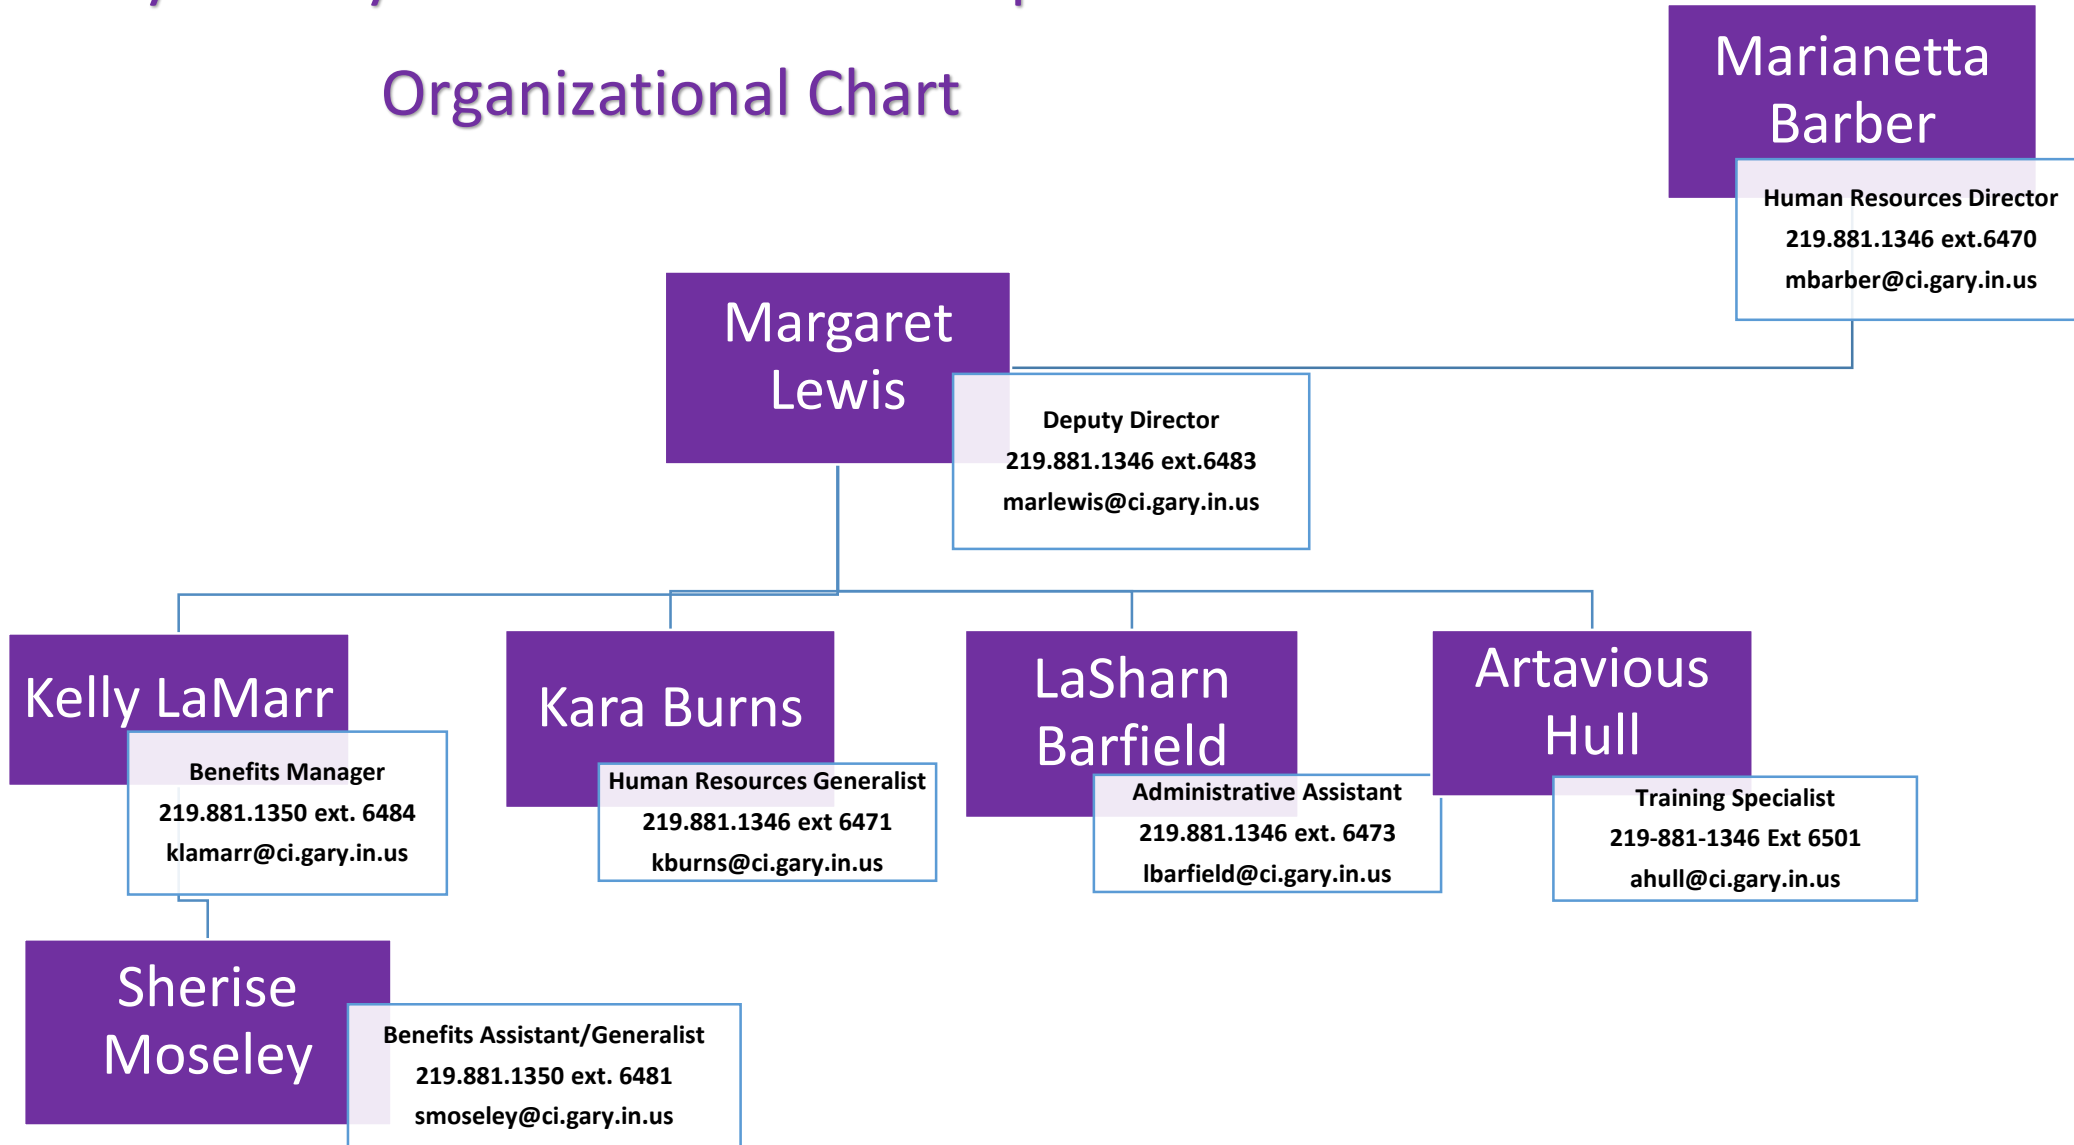 Organizational Chart
Marianetta
Barber
Human Resources Director
219.881.1346 ext.6470
mbarber@ci.gary.in.us
Margaret
Lewis
Deputy Director
219.881.1346 ext.6483
marlewis@ci.gary.in.us
Kelly LaMarr
Benefits Manager
219.881.1350 ext. 6484
klamarr@ci.gary.in.us
Kara Burns
Human Resources Generalist
219.881.1346 ext 6471
kburns@ci.gary.in.us
LaSharn
Barfield
Administrative Assistant
219.881.1346 ext. 6473
lbarfield@ci.gary.in.us
Artavious
Hull
Training Specialist
219-881-1346 Ext 6501
ahull@ci.gary.in.us
Sherise
Moseley
Benefits Assistant/Generalist
219.881.1350 ext. 6481
smoseley@ci.gary.in.us